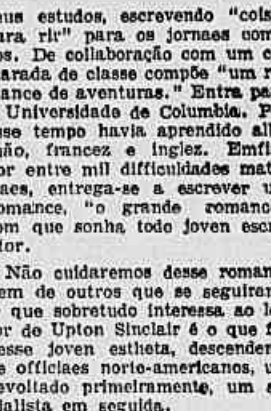 eus estudos, escrevendo "cois
ara rir" para os jornaes com
os. De collaboração com um c
arada de classe compõe "um r
ance de aventuras." Entra pa
Universidade de Columbia. F
sse tempo havia aprendido all
ão, francez e inglez. Emfi
or entre mil difficuldades mat
aes, entrega-se a escrever u
omance, "o grande romanc
om que sonha todo joven escr
tor.
Não cuidaremos desse roman
em de outros que se seguiran
que sobretudo interessa ao le
or de Upton Sinclair é o que f
esse joven estheta, descenden
e officiaes norte-americanos, u
evoltado primeiramente, um s
ialista em seguida.